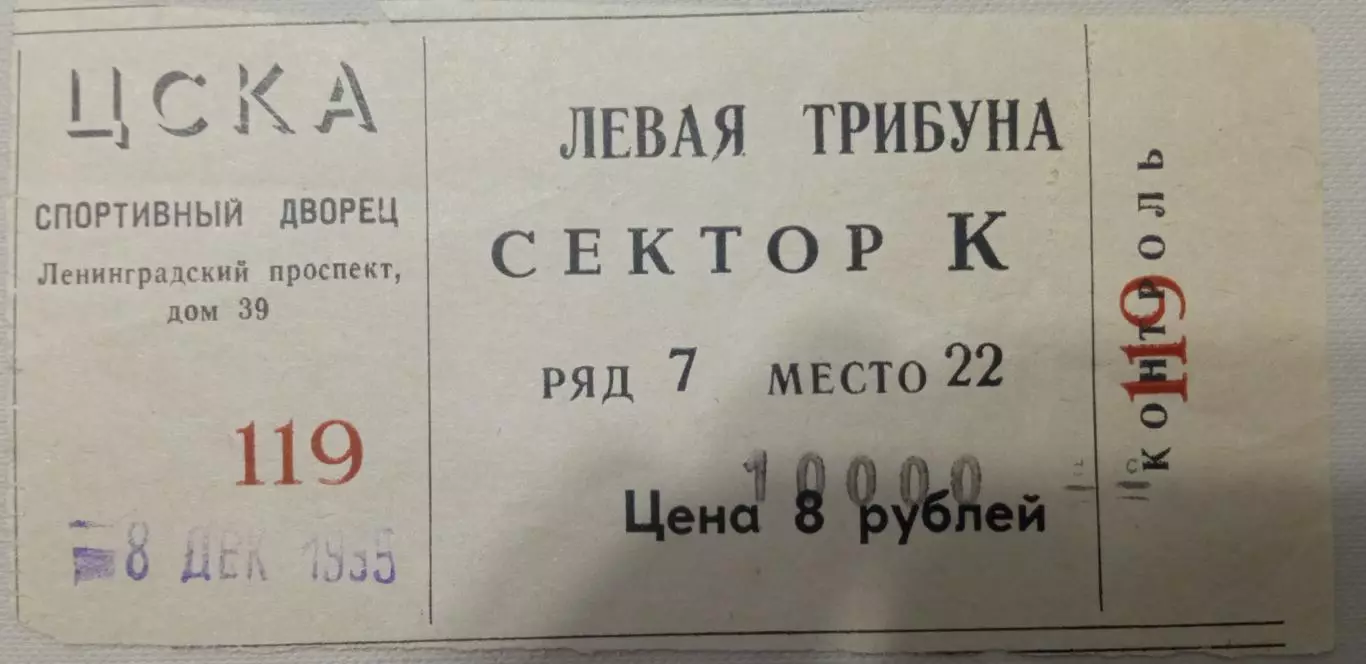 ЦСКА
СПОРТИВНЫЙ ДВОРЕЦ
Ленинградский проспект,
дом 39
119
8 ДЕК 1995
ЛЕВАЯ ТРИБУНА
СЕКТОР К
РЯД 7 МЕСТО 22
10000
Цена 8 рублей
КОНТРОЛЬ
119